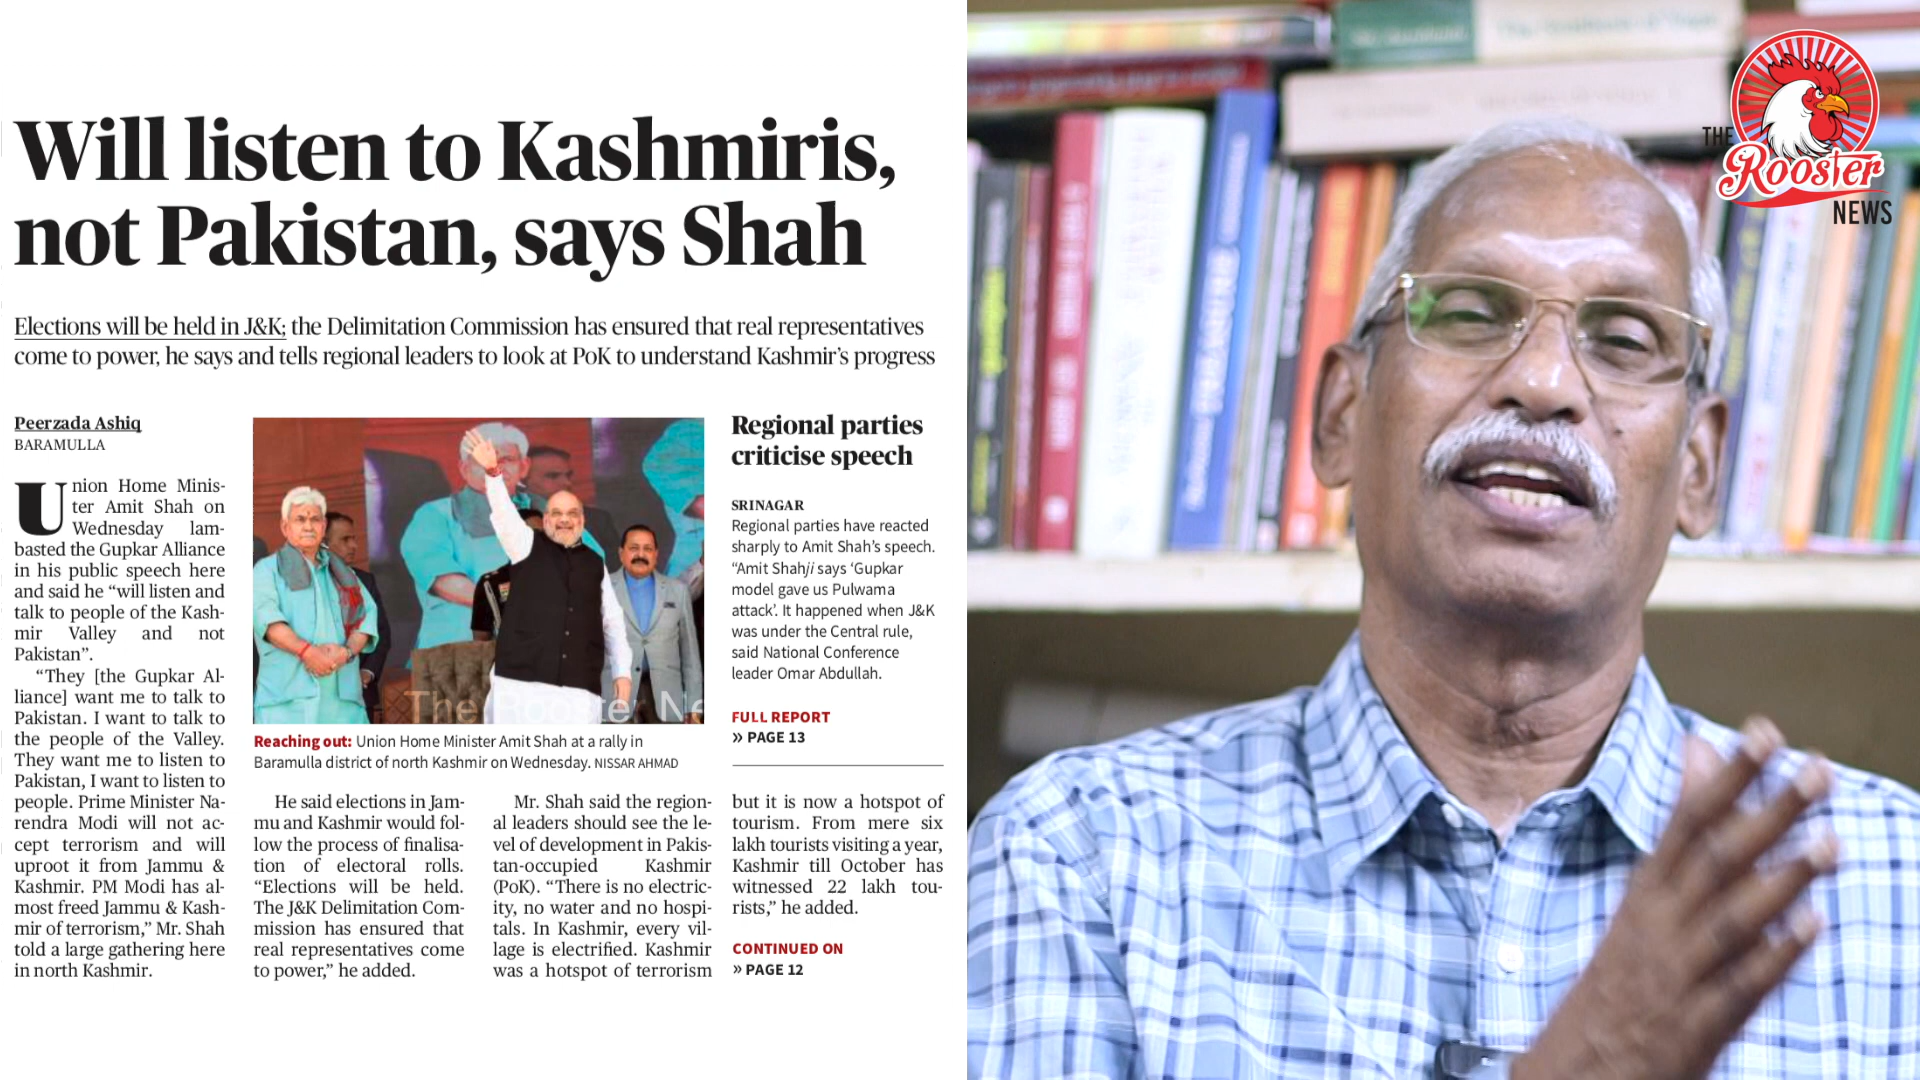 Will listen to Kashmiris,
not Pakistan, says Shah
Elections will be held in J&K; the Delimitation Commission has ensured that real representatives
come to power, he says and tells regional leaders to look at PoK to understand Kashmir's progress
Peerzada Ashiq
BARAMULLA
Union Home Minis-
ter Amit Shah on
Wednesday lam-
basted the Gupkar Alliance
in his public speech here
and said he “will listen and
talk to people of the Kash-
mir Valley and not
Pakistan”.
“They [the Gupkar Al-
liance] want me to talk to
Pakistan. I want to talk to
the people of the Valley.
They want me to listen to
Pakistan, I want to listen to
people. Prime Minister Na-
rendra Modi will not ac-
cept terrorism and will
uproot it from Jammu &
Kashmir. PM Modi has al-
most freed Jammu & Kash-
mir of terrorism,” Mr. Shah
told a large gathering here
in north Kashmir.
The Rooster Ne
Reaching out: Union Home Minister Amit Shah at a rally in
Baramulla district of north Kashmir on Wednesday. NISSAR AHMAD
He said elections in Jam-
mu and Kashmir would fol-
low the process of finalisa-
tion of electoral rolls.
“Elections will be held.
The J&K Delimitation Com-
mission has ensured that
real representatives come
to power,” he added.
Mr. Shah said the region-
al leaders should see the le-
vel of development in Pakis-
tan-occupied Kashmir
(PoK). “There is no electric-
ity, no water and no hospi-
tals. In Kashmir, every vil-
lage is electrified. Kashmir
was a hotspot of terrorism
but it is now a hotspot of
tourism. From mere six
lakh tourists visiting a year,
Kashmir till October has
witnessed 22 lakh tou-
rists,” he added.
CONTINUED ON
» PAGE 12
Regional parties
criticise speech
SRINAGAR
Regional parties have reacted
sharply to Amit Shah's speech.
“Amit Shahji says ‘Gupkar
model gave us Pulwama
attack’. It happened when J&K
was under the Central rule,
said National Conference
leader Omar Abdullah.
FULL REPORT
» PAGE 13
THE
Rooster
NEWS